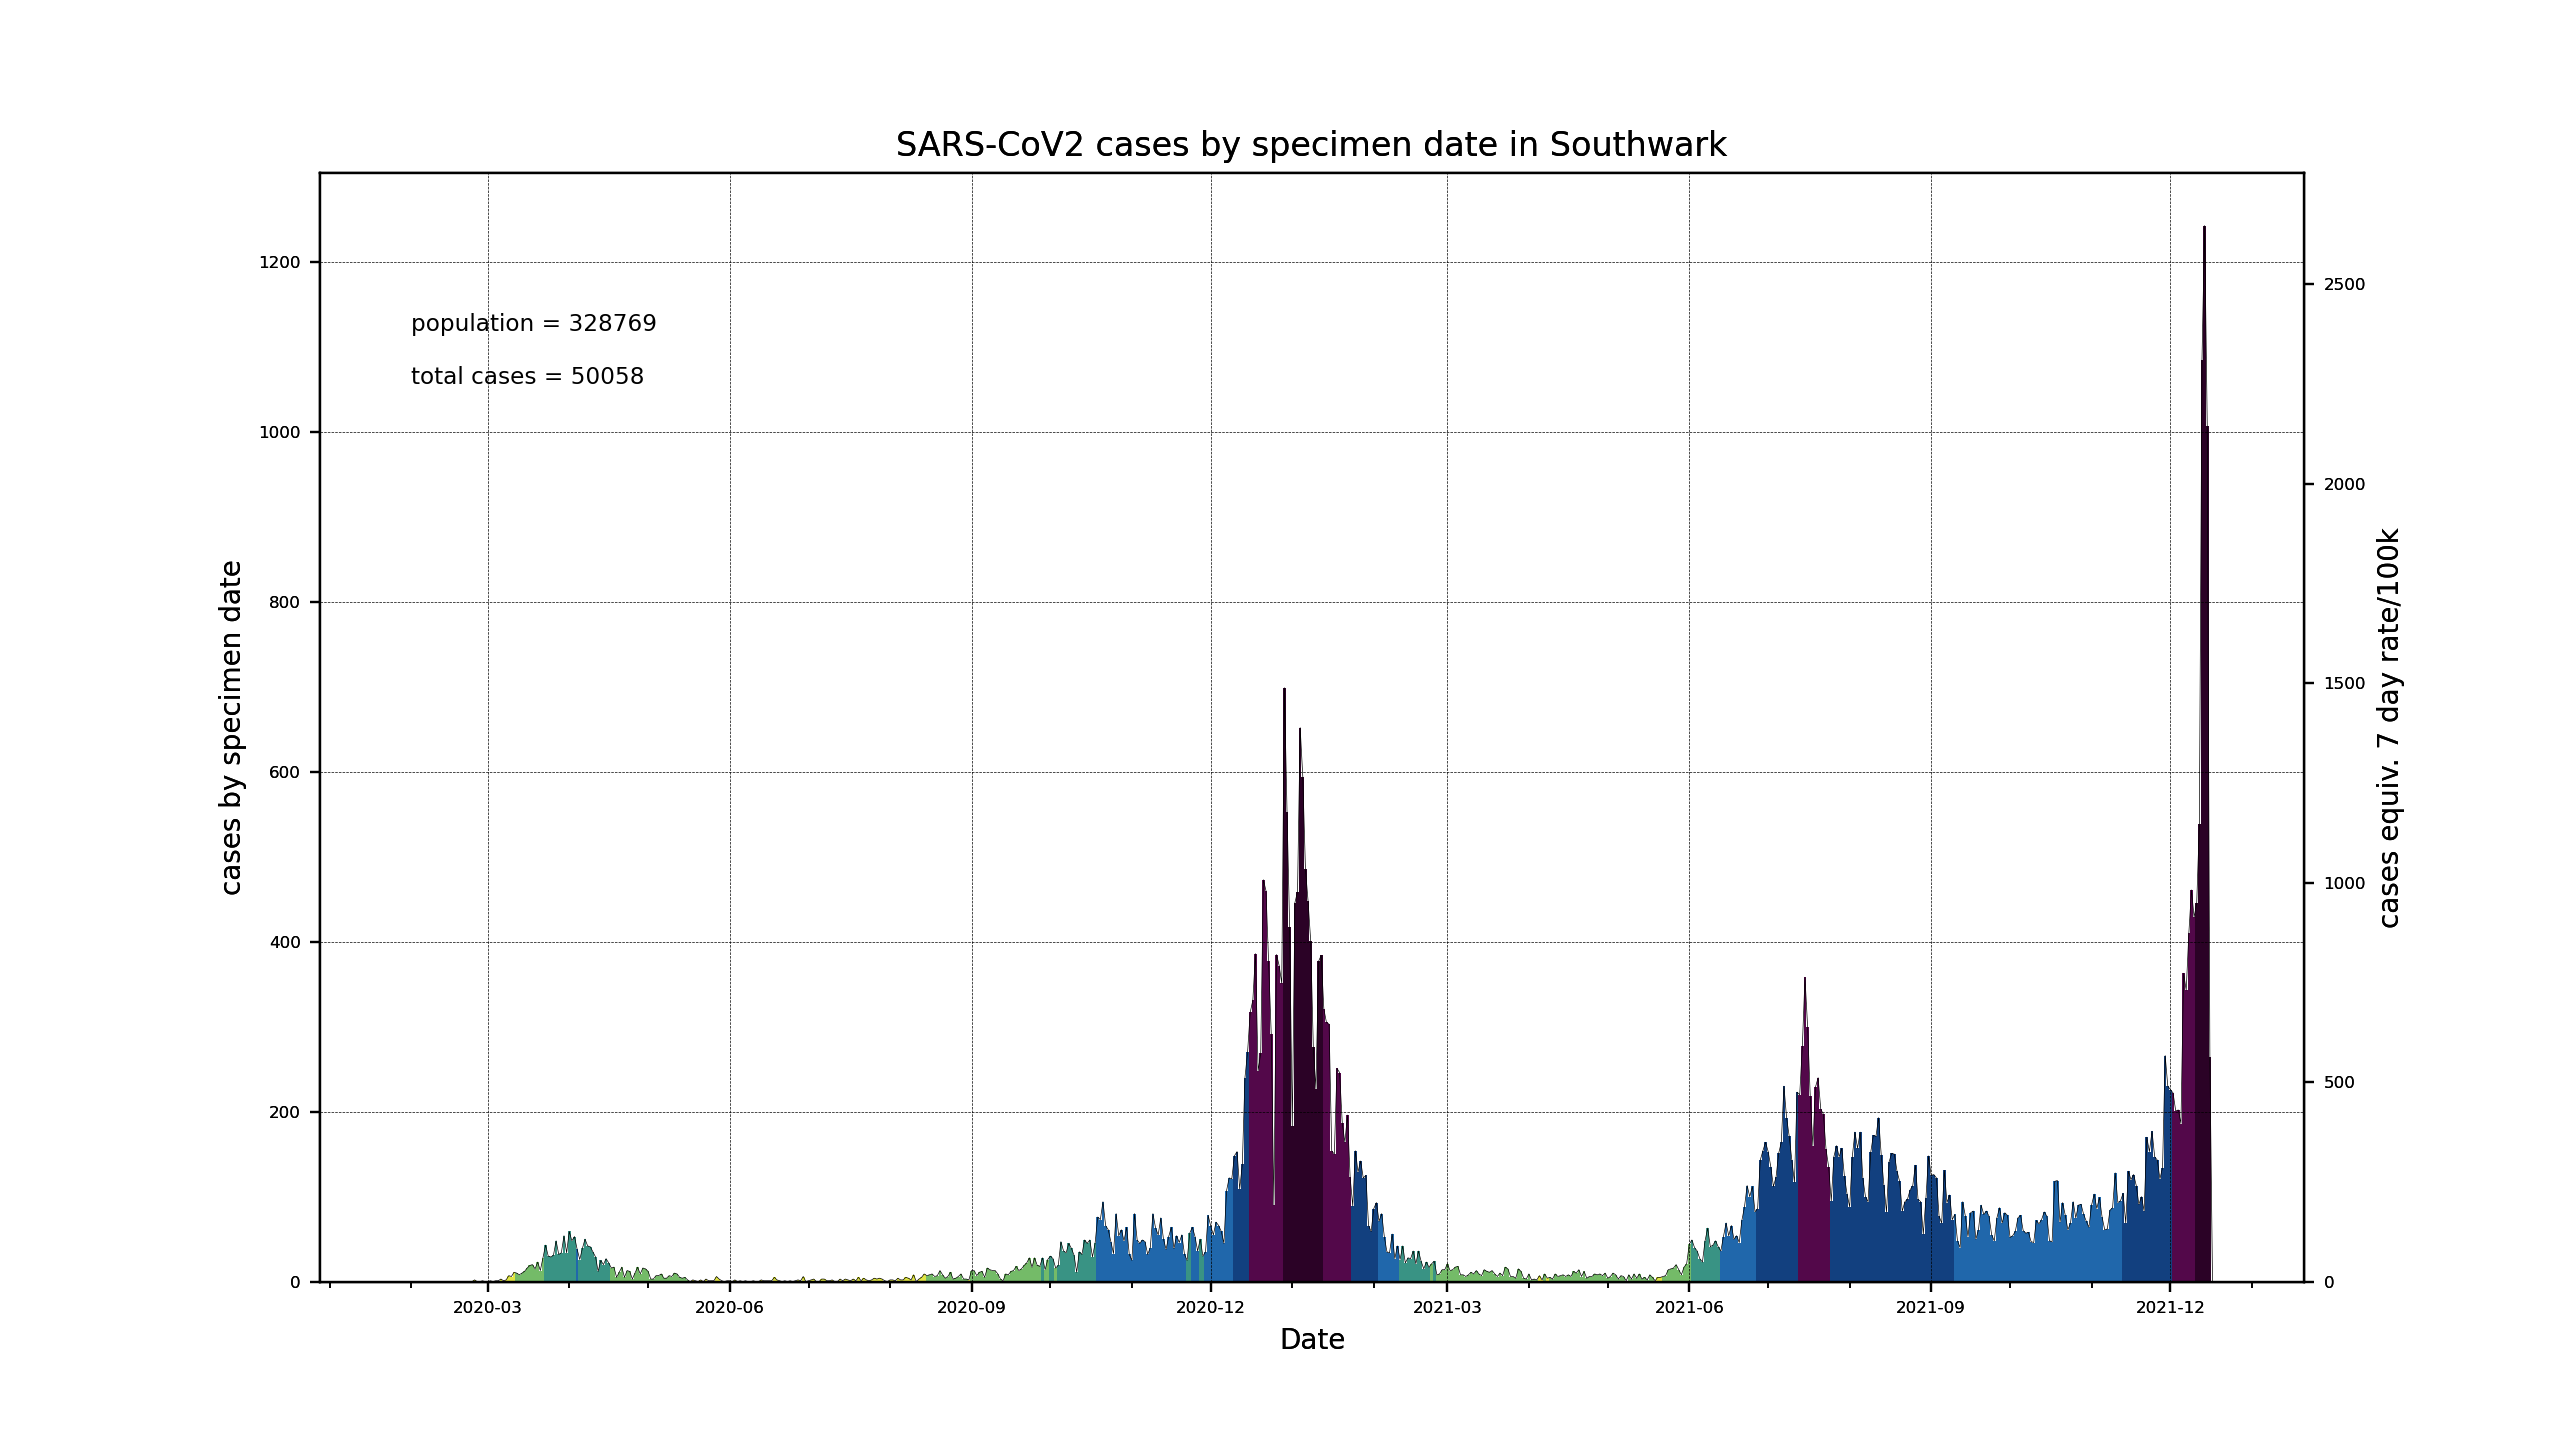 SARS-CoV2 cases by specimen date in Southwark
population = 328769
total cases = 50058
cases by specimen date
1200
1000
800
600
400
200
0
2500
2000
1500
1000
500
0
cases equiv. 7 day rate/100k
2020-03 2020-06 2020-09 2020-12 2021-03 2021-06 2021-09 2021-12
Date